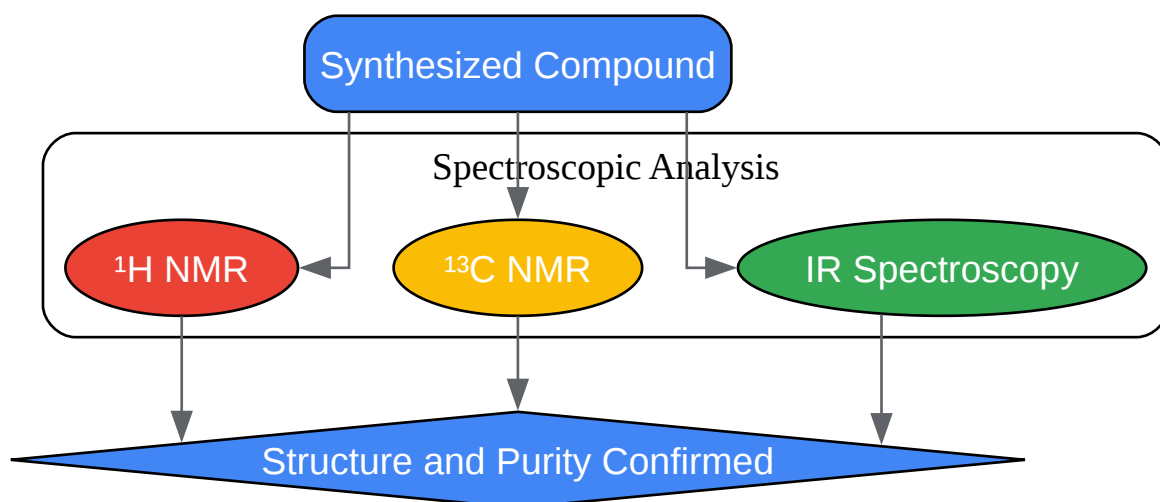 Synthesized Compound
Spectroscopic Analysis
¹H NMR
¹³C NMR
IR Spectroscopy
Structure and Purity Confirmed